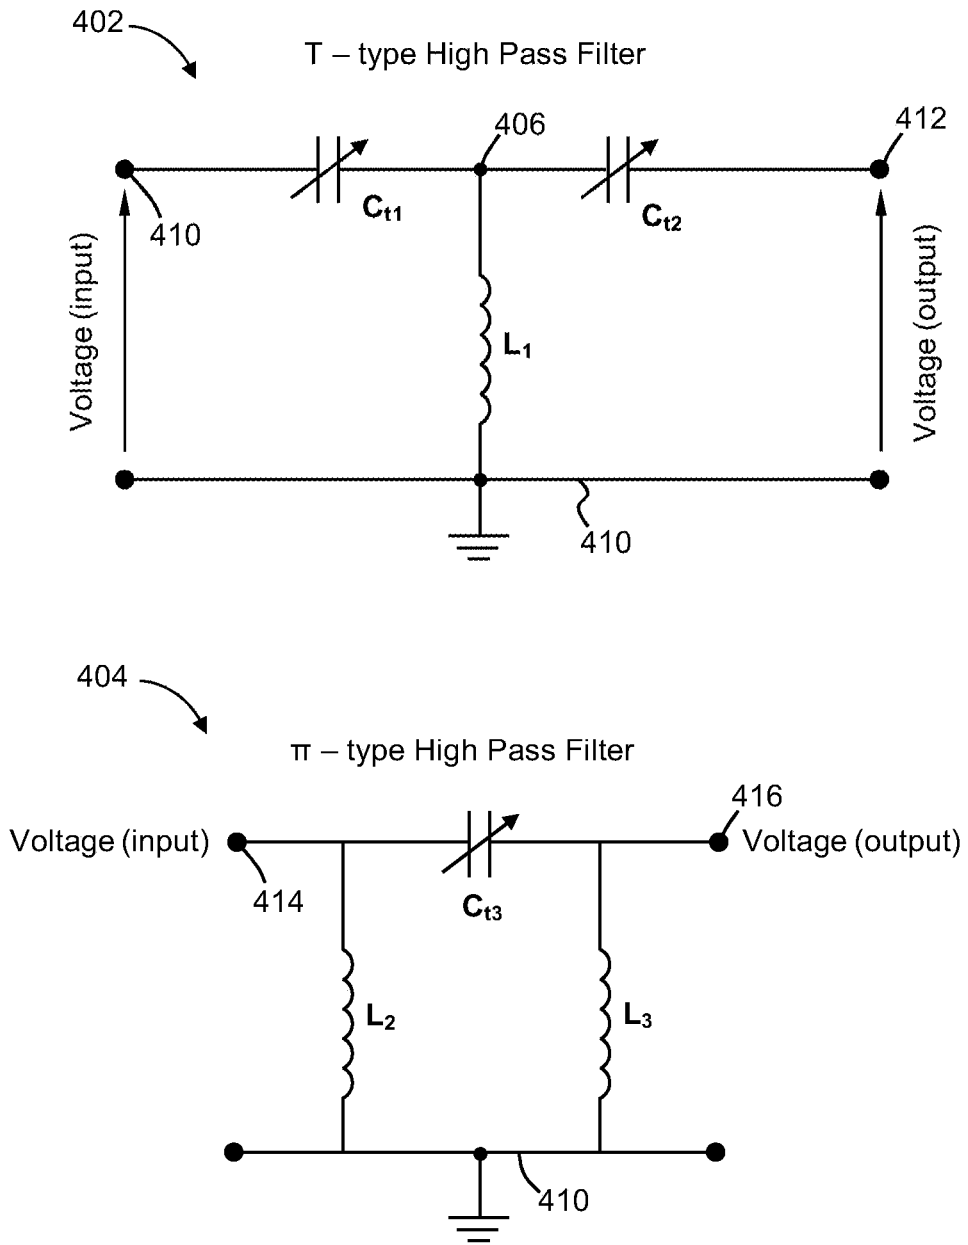 402
T – type High Pass Filter
406
412
Ct1
Ct2
410
Voltage (input)
L1
Voltage (output)
410
404
π – type High Pass Filter
416
Voltage (input)
Voltage (output)
414
Ct3
L2
L3
410